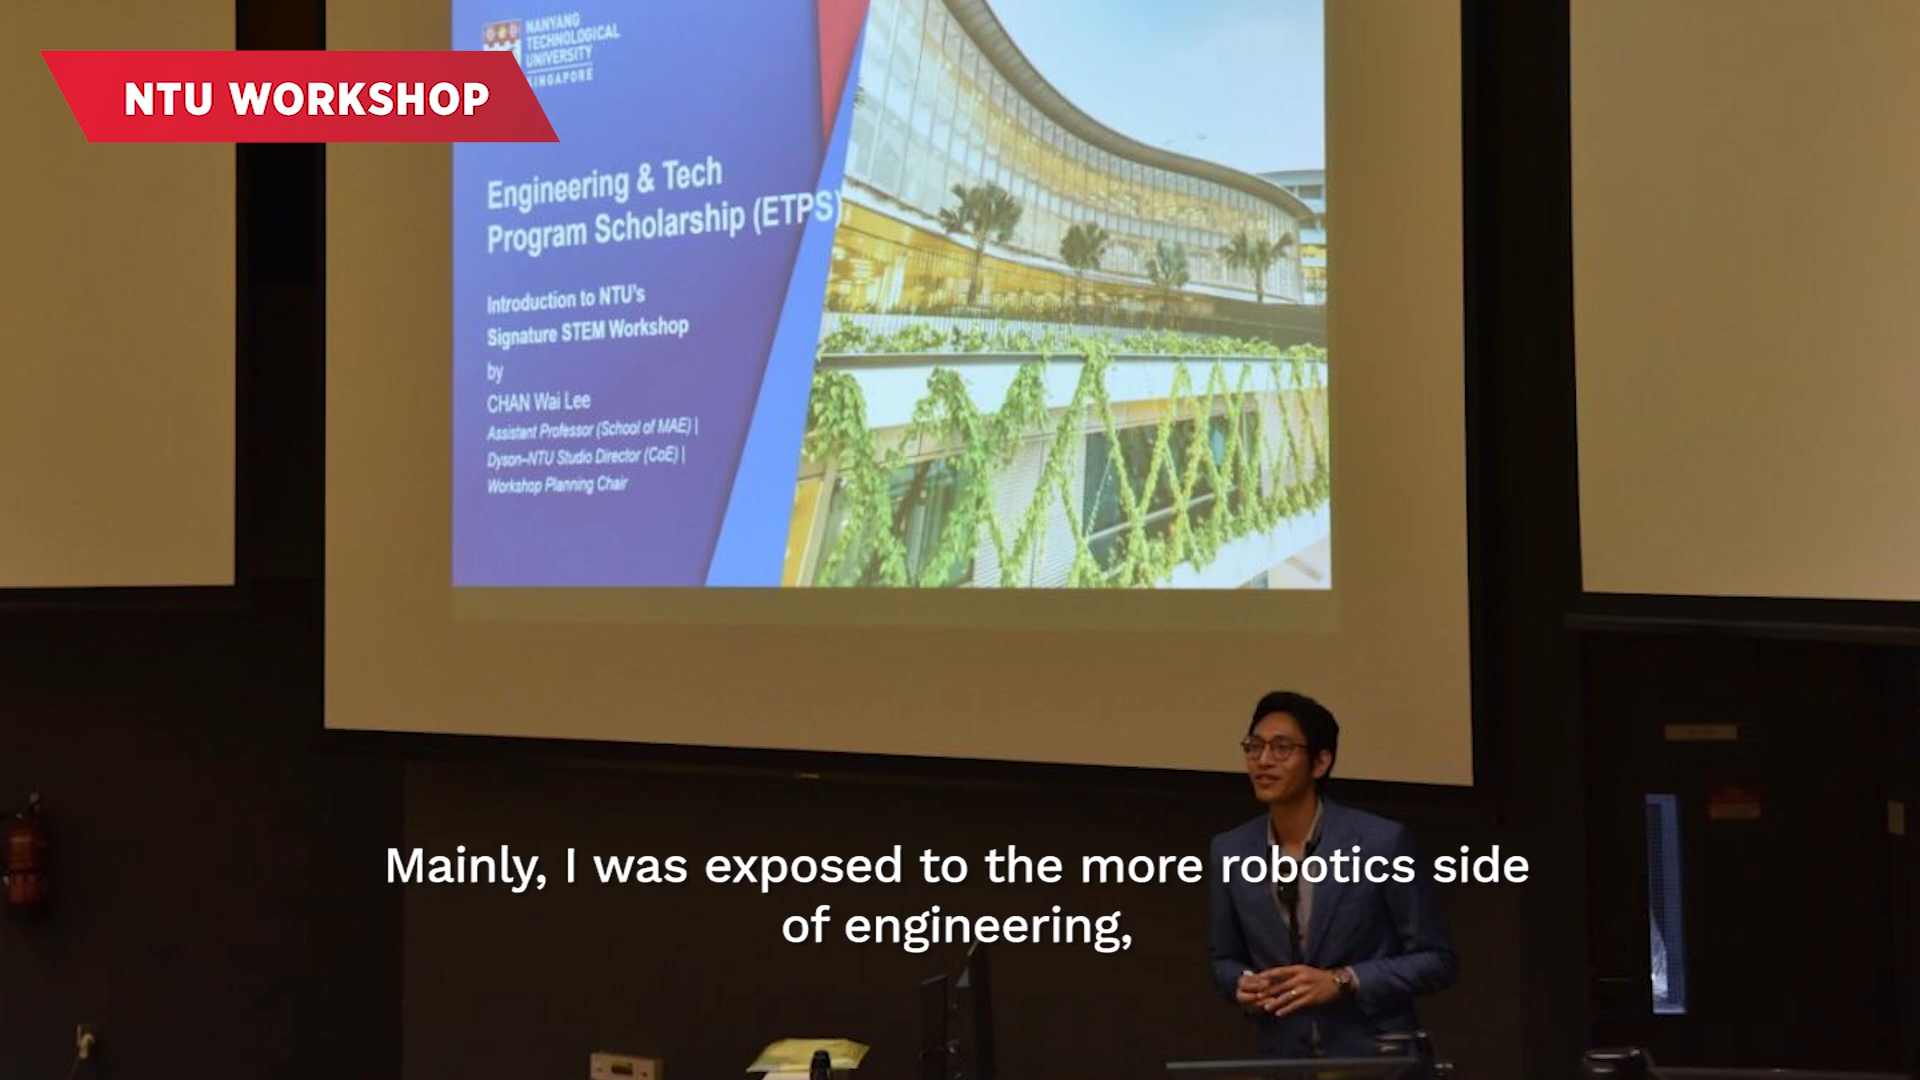 NANYANG
TECHNOLOGICAL
UNIVERSITY
SINGAPORE
NTU WORKSHOP
Engineering & Tech
Program Scholarship (ETPS)
Introduction to NTU's
Signature STEM Workshop
by
CHAN Wai Lee
Assistant Professor (School of MAE) |
Dyson–NTU Studio Director (CoE) |
Workshop Planning Chair
Mainly, I was exposed to the more robotics side
of engineering,